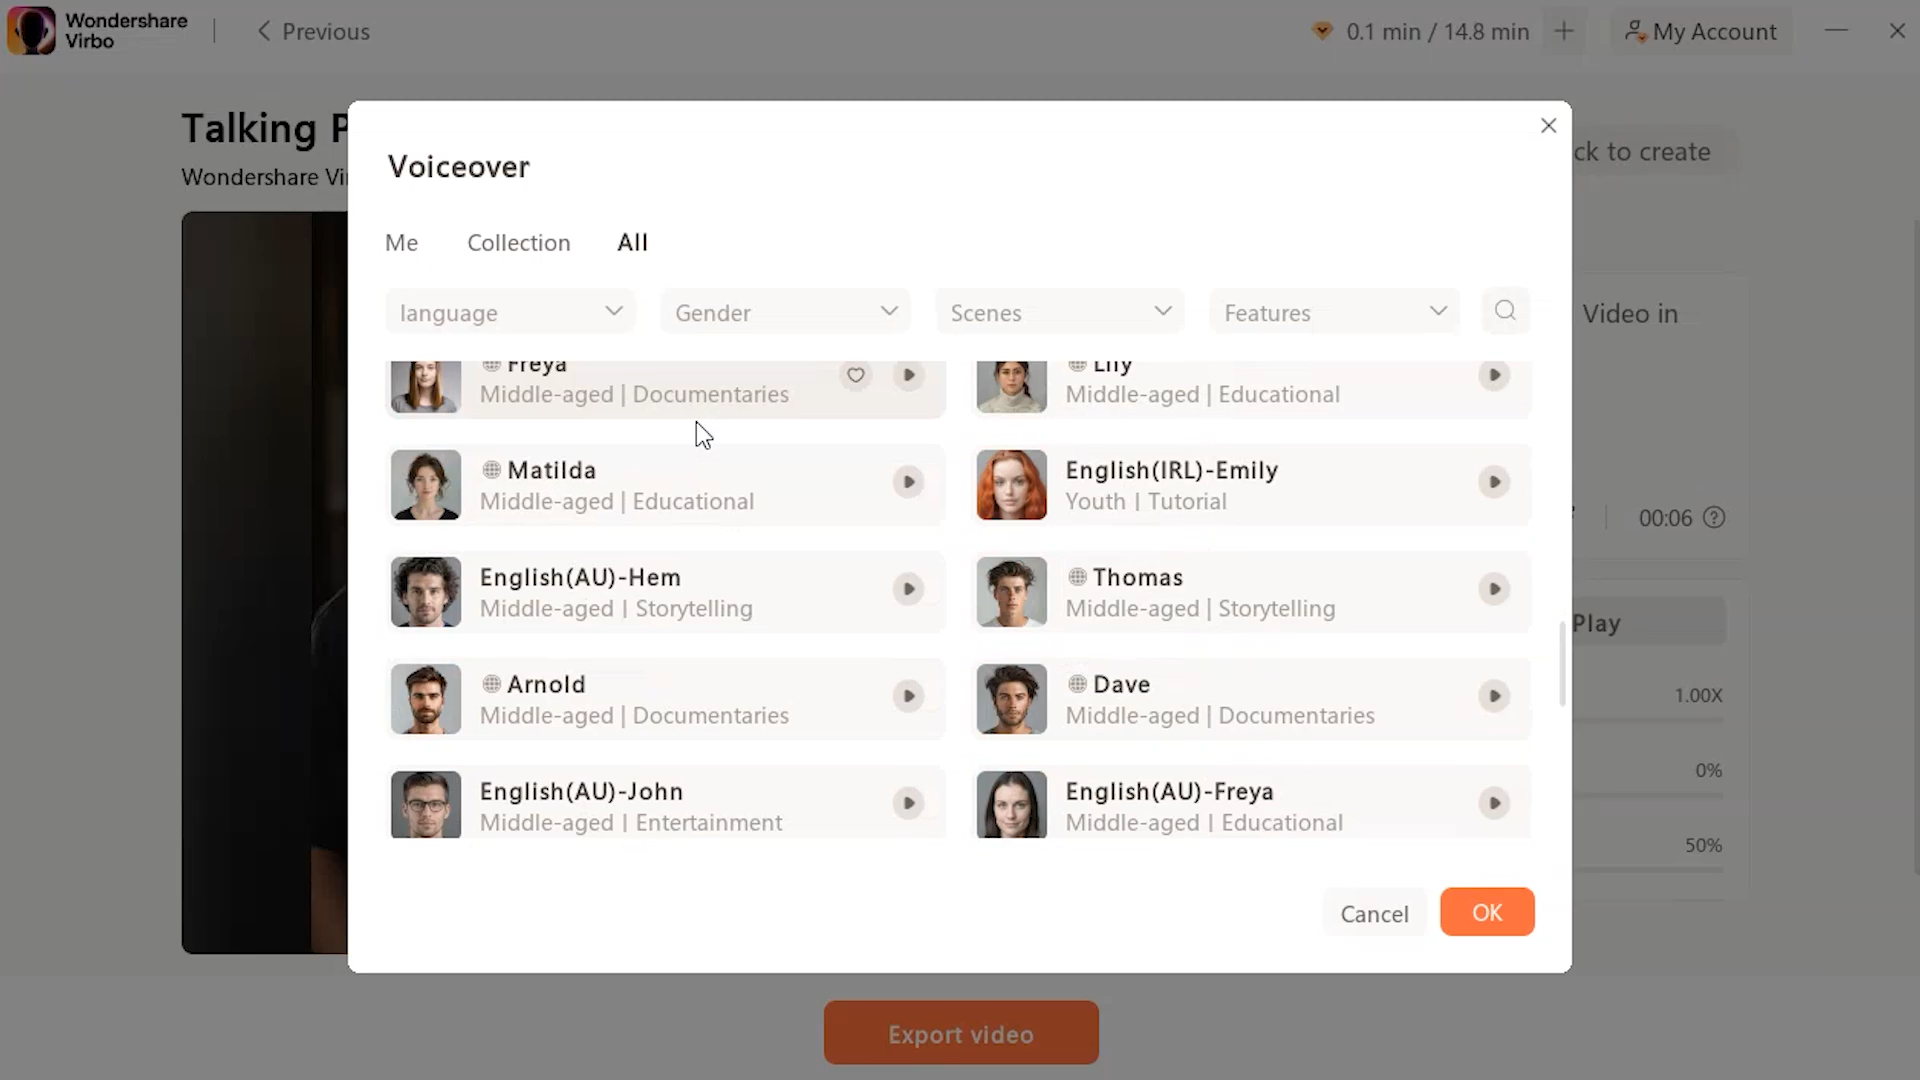 Wondershare
Virbo
Previous
0.1 min / 14.8 min
My Account
Talking P
Wondershare Vi
ck to create
Voiceover
Me
Collection
All
language
Gender
Scenes
Features
Video in
Freya
Middle-aged | Documentaries
Lily
Middle-aged | Educational
Matilda
Middle-aged | Educational
English(IRL)-Emily
Youth | Tutorial
00:06
English(AU)-Hem
Middle-aged | Storytelling
Thomas
Middle-aged | Storytelling
Play
Arnold
Middle-aged | Documentaries
Dave
Middle-aged | Documentaries
1.00X
0%
English(AU)-John
Middle-aged | Entertainment
English(AU)-Freya
Middle-aged | Educational
50%
Cancel
OK
Export video